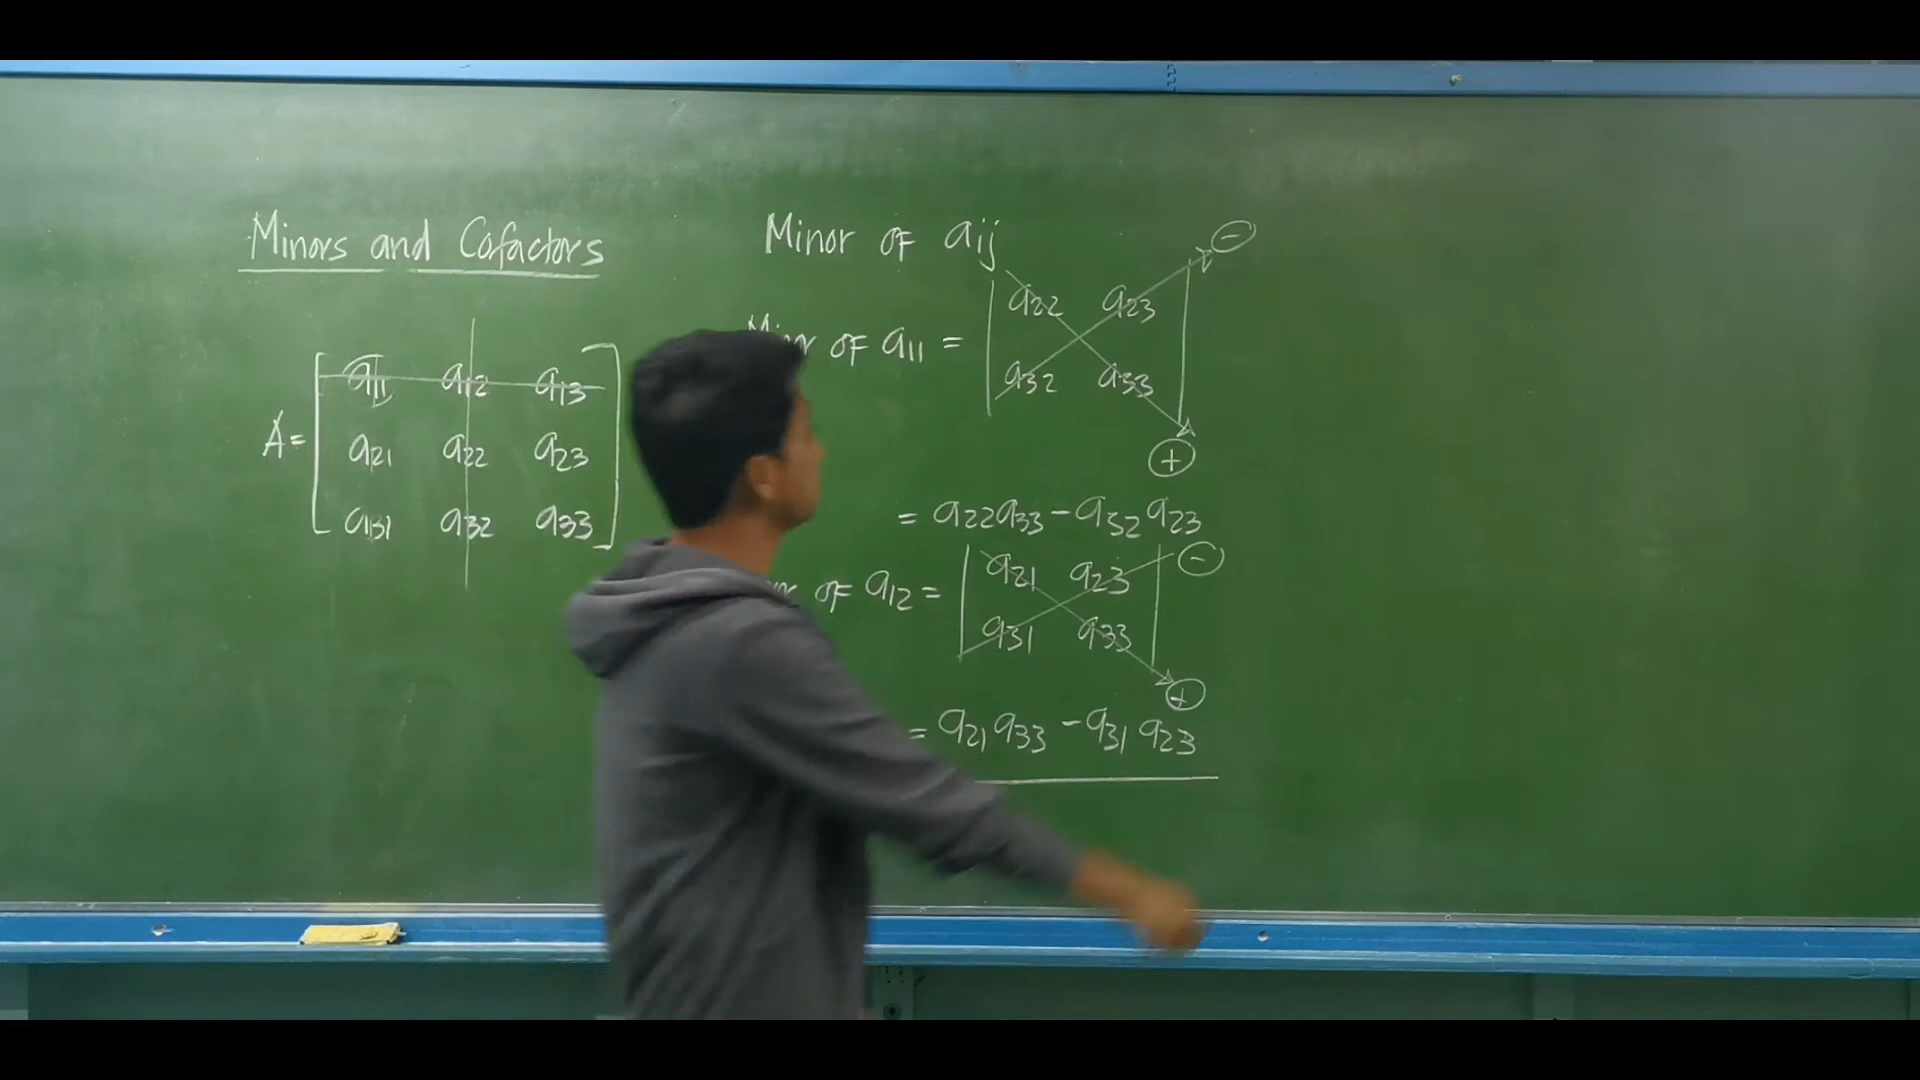 Minors and Cofactors
A = [ a11 a12 a13
a21 a22 a23
a31 a32 a33 ]
Minor of aij
of a11 = | a22 a23 | -
| a32 a33 | +
= a22a33 - a32a23
of a12 = | a21 a23 | -
| a31 a33 | +
= a21a33 - a31a23